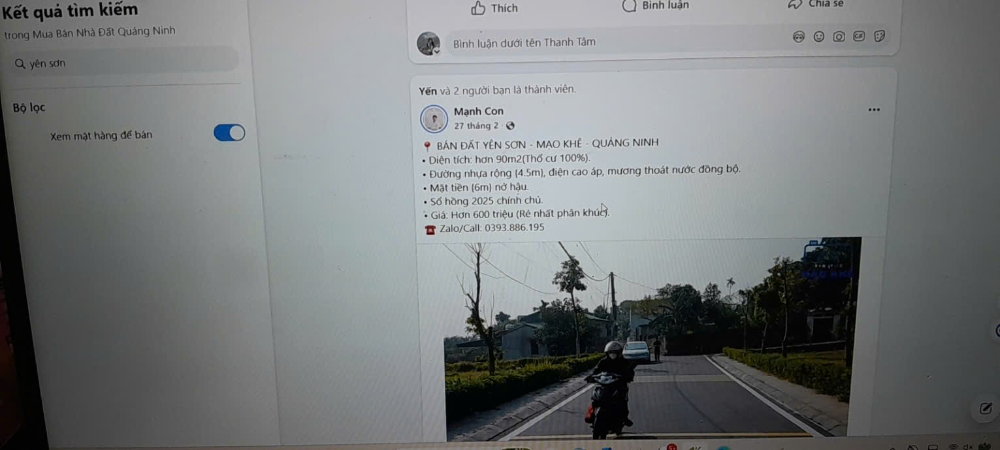 Kết quả tìm kiếm
trong Mua Bán Nhà Đất Quảng Ninh
yên sơn
Bộ lọc
Xem mặt hàng để bán
Thích
Bình luận
Chia sẻ
Bình luận dưới tên Thanh Tâm
GIF
Yến và 2 người bạn là thành viên.
Mạnh Con
27 tháng 2 ·
📍 BÁN ĐẤT YÊN SƠN - MẠO KHÊ - QUẢNG NINH
• Diện tích: hơn 90m2(Thổ cư 100%).
• Đường nhựa rộng {4.5m}, điện cao áp, mương thoát nước đồng bộ.
• Mặt tiền {6m} nở hậu.
• Sổ hồng 2025 chính chủ.
• Giá: Hơn 600 triệu (Rẻ nhất phân khúc).
☎️ Zalo/Call: 0393.886.195